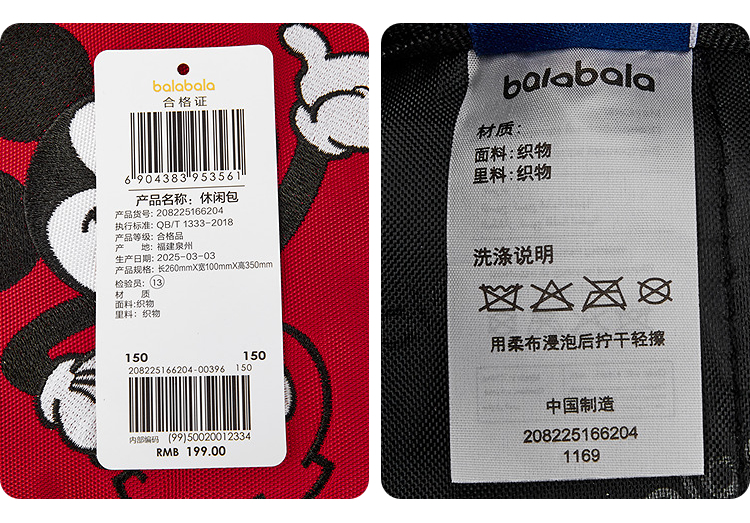 balabala
合格证
6 904383 953561
产品名称：休闲包
产品货号：208225166204
执行标准：QB/T 1333-2018
产品等级：合格品
产 地：福建泉州
生产日期：2025-03-03
产品规格：长260mmX宽100mmX高350mm
检验员：⑬
材 质
面料：织物
里料：织物
150 150
208225166204-00396 150
内部编码 (99)50020012334
RMB 199.00
balabala
材质：
面料：织物
里料：织物
洗涤说明
用柔布浸泡后拧干轻擦
中国制造
208225166204
1169